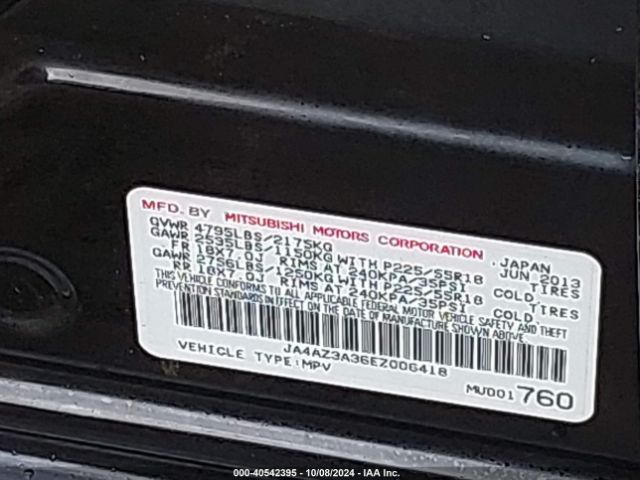 MFD. BY MITSUBISHI MOTORS CORPORATION JAPAN
GVWR 4795LBS/2175KG JUN 2013
GAWR 2535LBS/1150KG WITH P225/55R18 TIRES
FR 18X7.0J RIMS AT 240KPA/35PSI COLD.
GAWR 2755LBS/1250KG WITH P225/55R18 TIRES
RR 18X7.0J RIMS AT 240KPA/35PSI COLD.
THIS VEHICLE CONFORMS TO ALL APPLICABLE FEDERAL MOTOR VEHICLE SAFETY AND THEFT
PREVENTION STANDARDS IN EFFECT ON THE DATE OF MANUFACTURE SHOWN ABOVE.
JA4AZ3A36EZ006418
VEHICLE TYPE:MPV MUD01 760
000-40542395 - 10/08/2024 - IAA Inc.